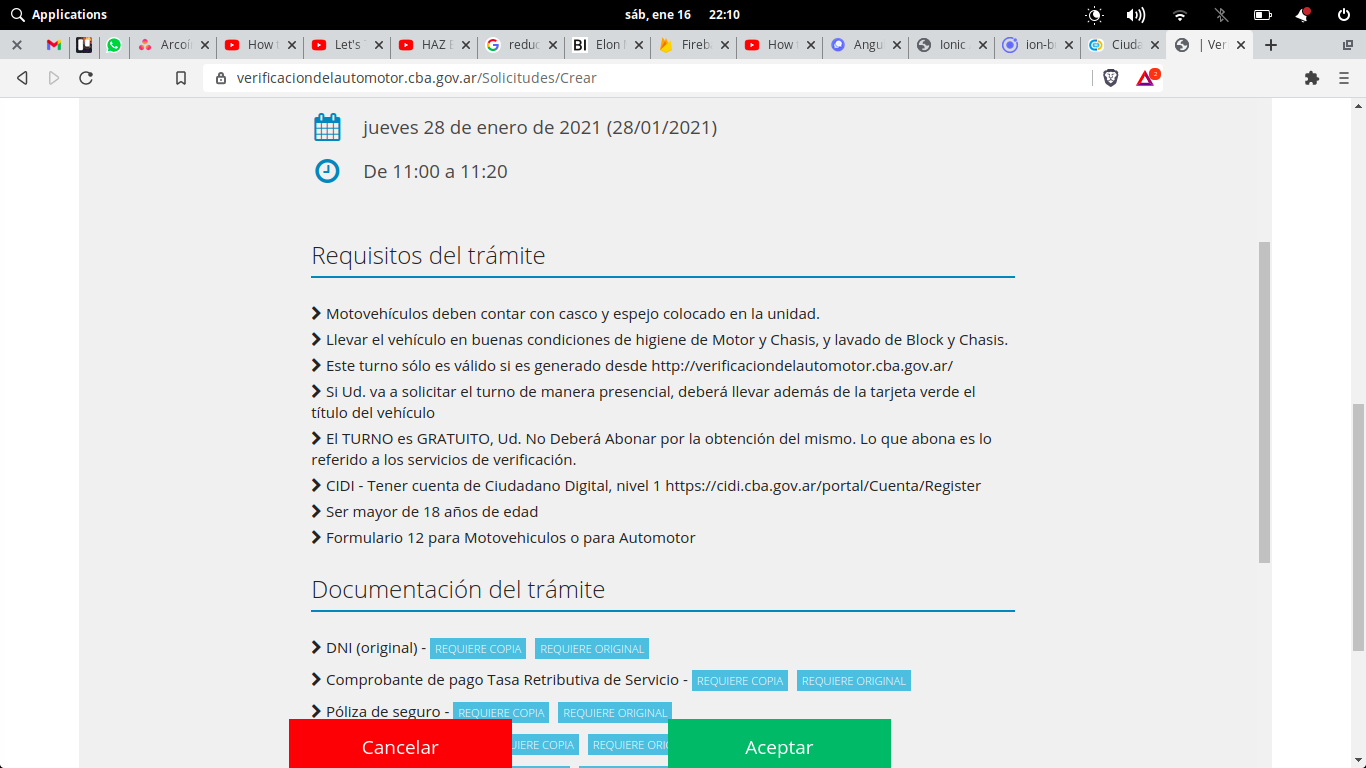 Applications
sáb, ene 16 22:10
Arcoí
How t
Let's
HAZ
reduc
BI Elon
Fireb
How
Angu
Ionic
ion-b
Ciuda
| Veri
verificaciondelautomotor.cba.gov.ar/Solicitudes/Crear
2
jueves 28 de enero de 2021 (28/01/2021)
De 11:00 a 11:20
Requisitos del trámite
Motovehículos deben contar con casco y espejo colocado en la unidad.
Llevar el vehículo en buenas condiciones de higiene de Motor y Chasis, y lavado de Block y Chasis.
Este turno sólo es válido si es generado desde http://verificaciondelautomotor.cba.gov.ar/
Si Ud. va a solicitar el turno de manera presencial, deberá llevar además de la tarjeta verde el
título del vehículo
El TURNO es GRATUITO, Ud. No Deberá Abonar por la obtención del mismo. Lo que abona es lo
referido a los servicios de verificación.
CIDI - Tener cuenta de Ciudadano Digital, nivel 1 https://cidi.cba.gov.ar/portal/Cuenta/Register
Ser mayor de 18 años de edad
Formulario 12 para Motovehiculos o para Automotor
Documentación del trámite
DNI (original) - REQUIERE COPIA REQUIERE ORIGINAL
Comprobante de pago Tasa Retributiva de Servicio - REQUIERE COPIA REQUIERE ORIGINAL
Póliza de seguro - REQUIERE COPIA REQUIERE ORIGINAL
Cancelar
Aceptar